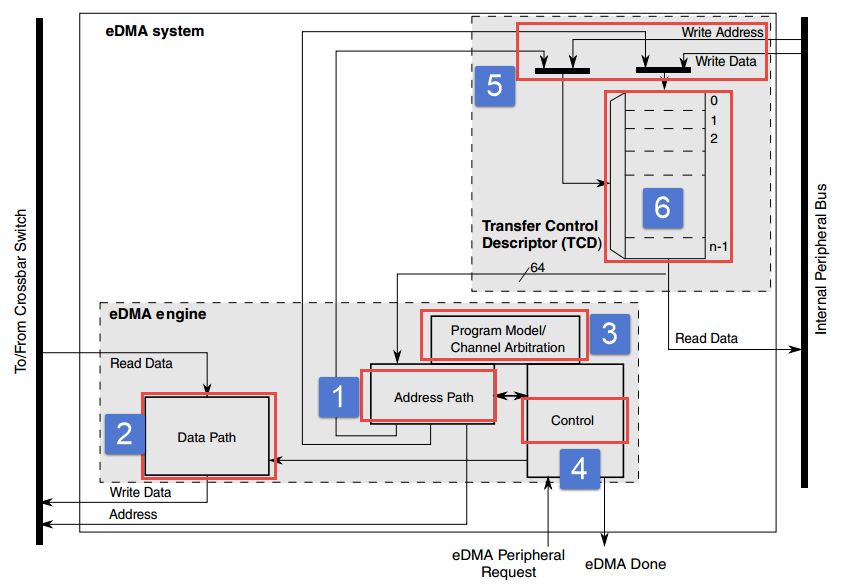 eDMA system
Write Address
Write Data
5
0
1
2
6
n-1
Transfer Control
Descriptor (TCD)
64
To/From Crossbar Switch
Internal Peripheral Bus
eDMA engine
Program Model/
Channel Arbitration
3
Read Data
Read Data
1
Address Path
2
Data Path
Control
4
Write Data
Address
eDMA Peripheral
Request
eDMA Done